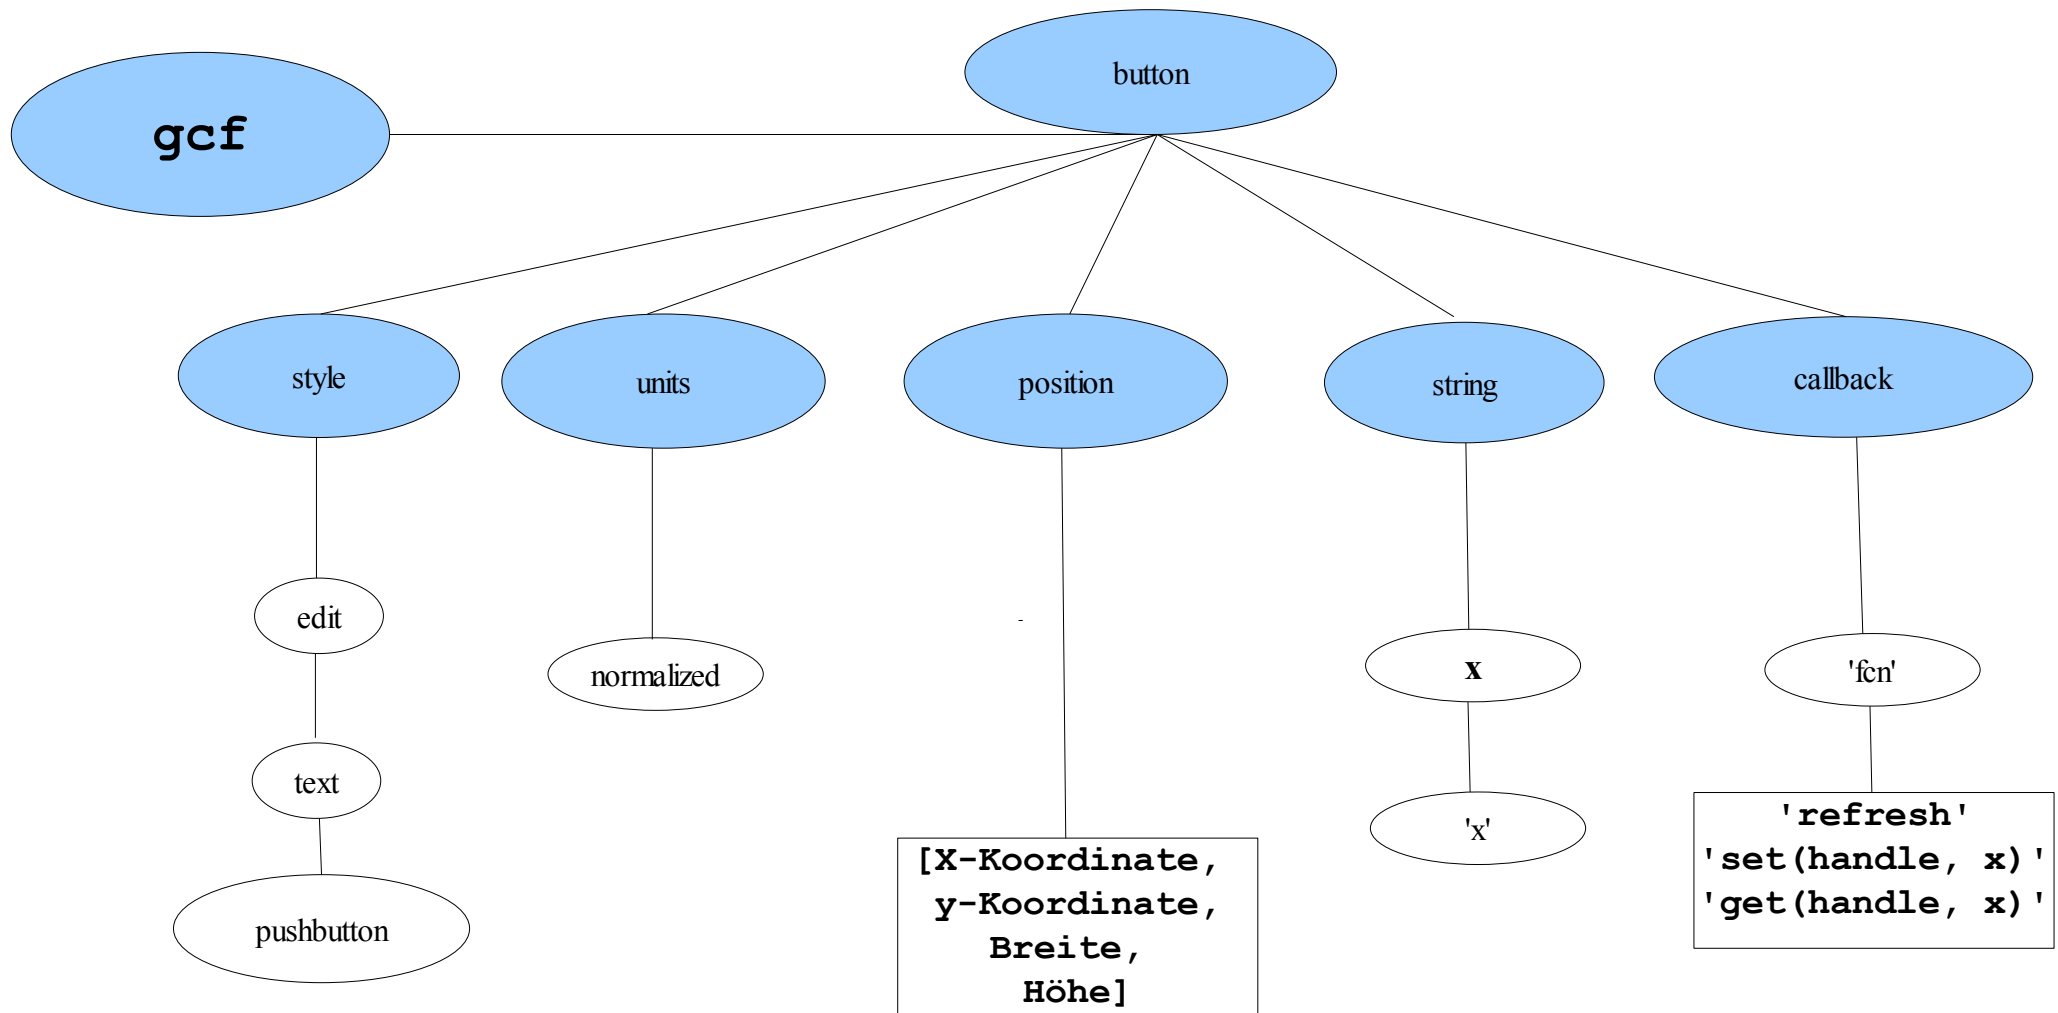 button
gcf
style
units
position
string
callback
edit
normalized
x
'fcn'
text
'x'
pushbutton
[X-Koordinate,
y-Koordinate,
Breite,
Höhe]
'refresh'
'set(handle, x)'
'get(handle, x)'
-